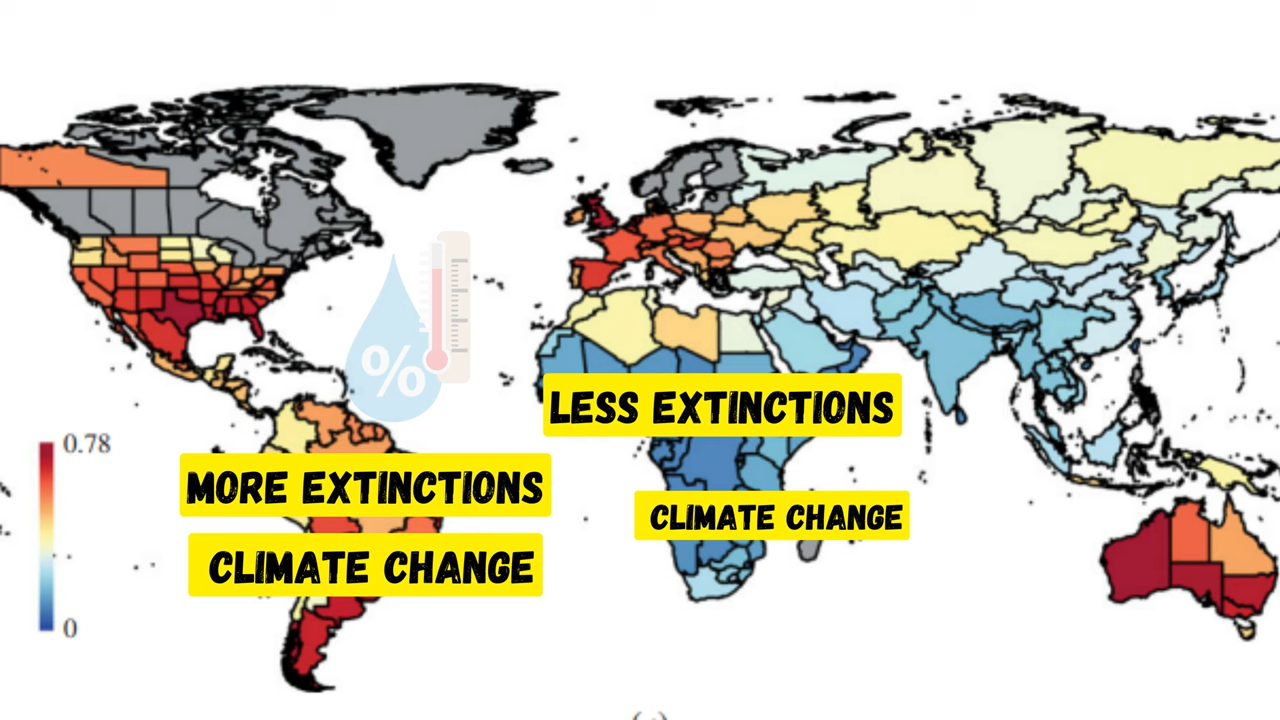 %
LESS EXTINCTIONS
0.78
MORE EXTINCTIONS
CLIMATE CHANGE
CLIMATE CHANGE
0